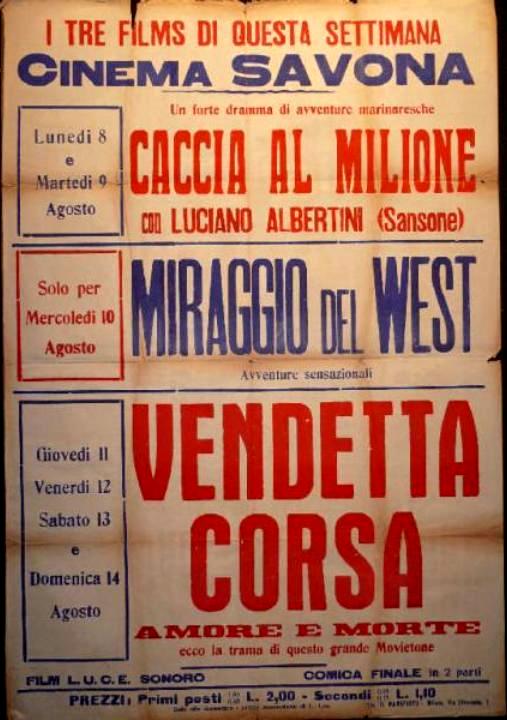 I TRE FILMS DI QUESTA SETTIMANA
CINEMA SAVONA
Lunedì 8
e
Martedì 9
Agosto
Un forte dramma di avventure marinaresche
CACCIA AL MILIONE
con LUCIANO ALBERTINI (Sansone)
Solo per
Mercoledì 10
Agosto
MIRAGGIO DEL WEST
Avventure sensazionali
Giovedì 11
Venerdì 12
Sabato 13
e
Domenica 14
Agosto
VENDETTA
CORSA
AMORE E MORTE
ecco la trama di questo grande Movietone
FILM L.U.C.E. SONORO
COMICA FINALE in 2 parti
PREZZI: Primi posti L. 2,00 - Secondi L. 1,10